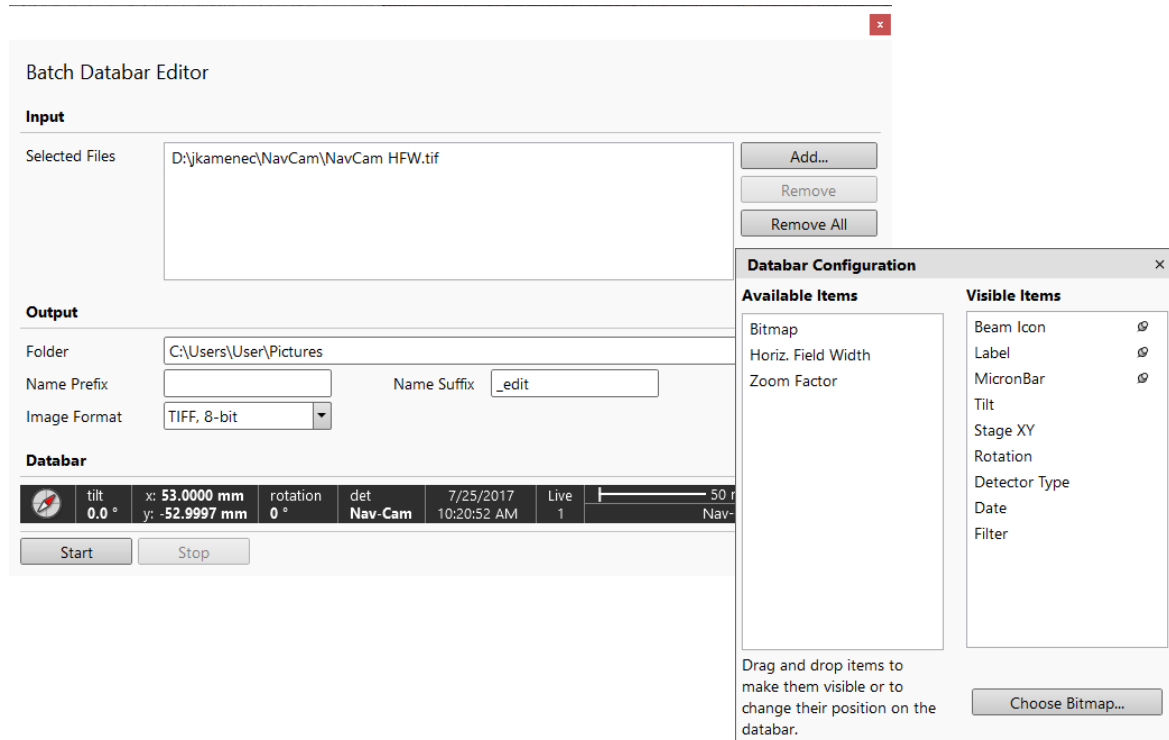 x
Batch Databar Editor
Input
Selected Files
D:\jkamenec\NavCam\NavCam HFW.tif
Add...
Remove
Remove All
Output
Folder
C:\Users\User\Pictures
Name Prefix
Name Suffix
_edit
Image Format
TIFF, 8-bit
Databar
tilt
0.0 °
x: 53.0000 mm
y: -52.9997 mm
rotation
0 °
det
Nav-Cam
7/25/2017
10:20:52 AM
Live
1
50
Nav-
Start
Stop
Databar Configuration
×
Available Items
Bitmap
Horiz. Field Width
Zoom Factor
Visible Items
Beam Icon
Label
MicronBar
Tilt
Stage XY
Rotation
Detector Type
Date
Filter
Drag and drop items to
make them visible or to
change their position on the
databar.
Choose Bitmap...